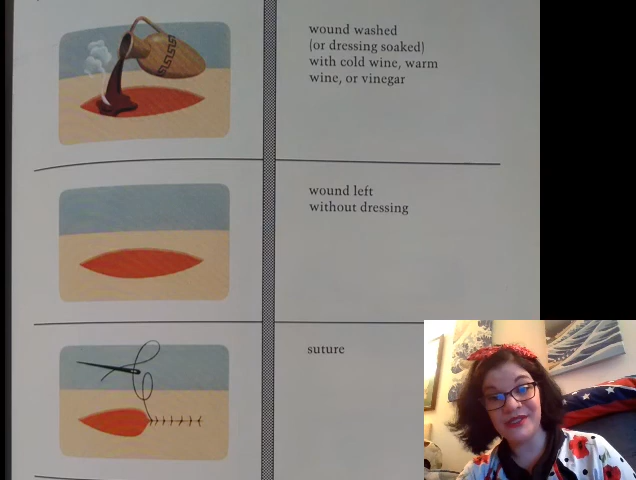 wound washed
(or dressing soaked)
with cold wine, warm
wine, or vinegar
wound left
without dressing
suture